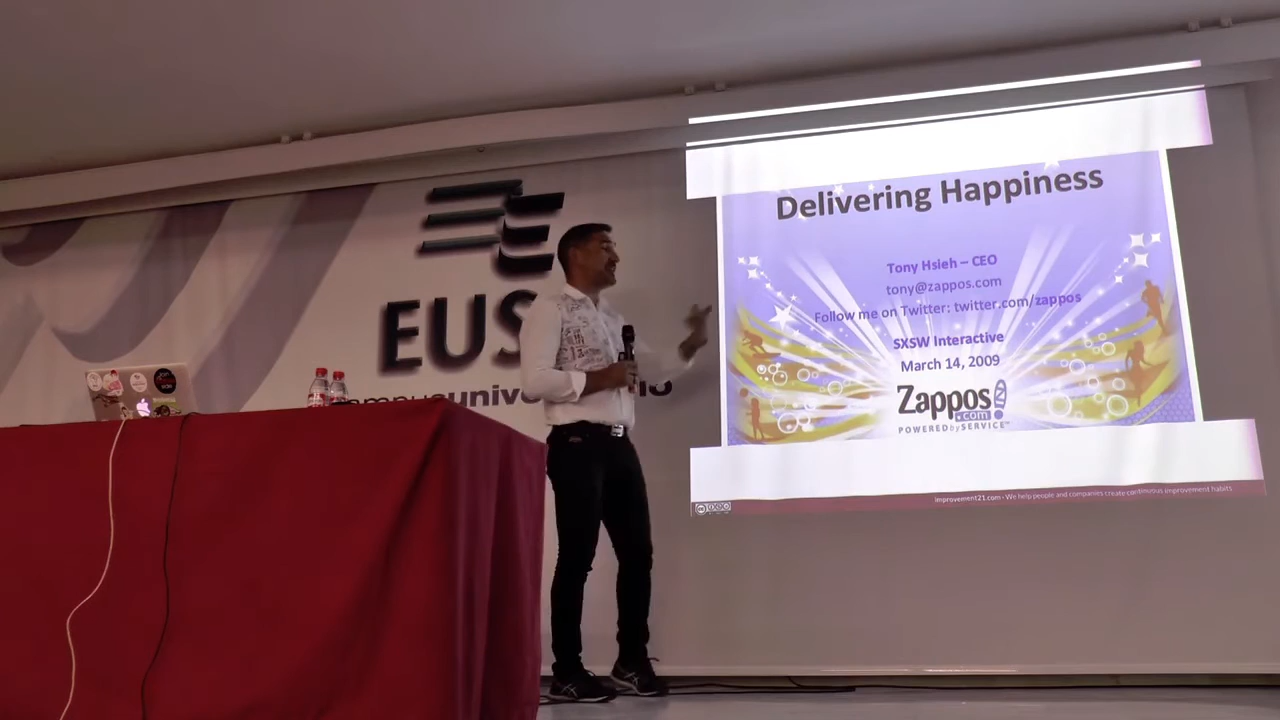 EUS
Delivering Happiness
Tony Hsieh – CEO
tony@zappos.com
Follow me on Twitter: twitter.com/zappos
SXSW Interactive
March 14, 2009
Zappos
.com
POWERED by SERVICE™
improvement21.com - We help people and companies create continuous improvement habits